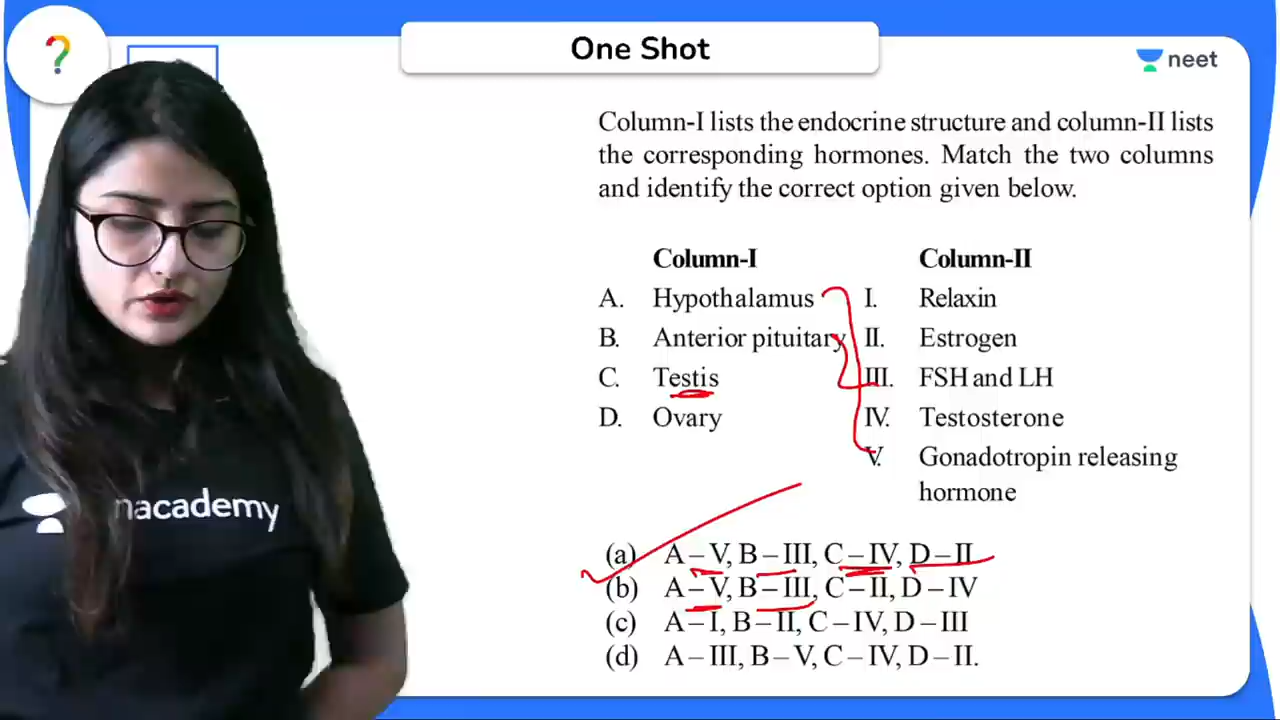 ?
One Shot
neet
Column-I lists the endocrine structure and column-II lists
the corresponding hormones. Match the two columns
and identify the correct option given below.
Column-I Column-II
A. Hypothalamus I. Relaxin
B. Anterior pituitary II. Estrogen
C. Testis III. FSH and LH
D. Ovary IV. Testosterone
V. Gonadotropin releasing
hormone
(a) A – V, B – III, C – IV, D – II
(b) A – V, B – III, C – II, D – IV
(c) A – I, B – II, C – IV, D – III
(d) A – III, B – V, C – IV, D – II.
nacademy